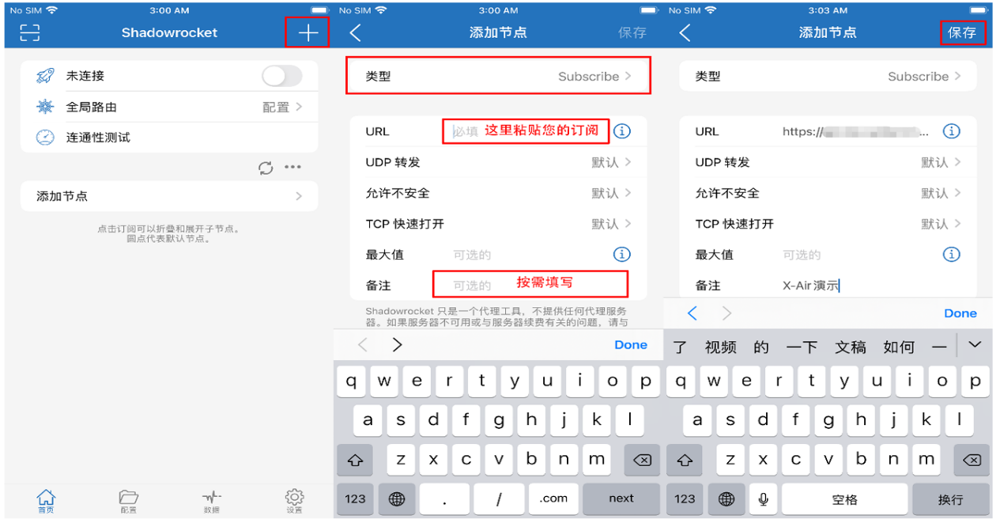 No SIM 3:00 AM
Shadowrocket
未连接
全局路由 配置
连通性测试
添加节点
点击订阅可以折叠和展开子节点。
圆点代表默认节点。
首页 配置 数据 设置
No SIM 3:00 AM
添加节点 保存
类型 Subscribe
URL 必填 这里粘贴您的订阅
UDP 转发 默认
允许不安全 默认
TCP 快速打开 默认
最大值 可选的
备注 可选的 按需填写
Shadowrocket 只是一个代理工具，不提供任何代理服务
器。如果服务器不可用或与服务器续费有关的问题，请与
Done
q w e r t y u i o p
a s d f g h j k l
z x c v b n m
123 . / .com next
No SIM 3:03 AM
添加节点 保存
类型 Subscribe
URL https:// ...
UDP 转发 默认
允许不安全 默认
TCP 快速打开 默认
最大值 可选的
备注 X-Air 演示
Done
了 视频 的 一下 文稿 如何 一
q w e r t y u i o p
a s d f g h j k l
z x c v b n m
123 空格 换行